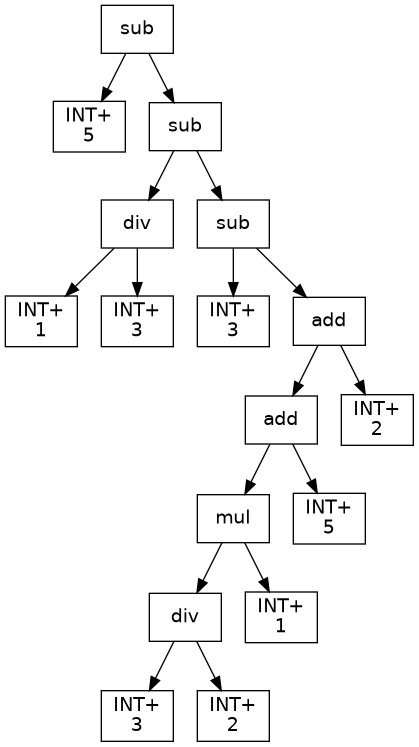 sub
INT+
5
sub
div
sub
INT+
1
INT+
3
INT+
3
add
add
INT+
2
mul
INT+
5
div
INT+
1
INT+
3
INT+
2